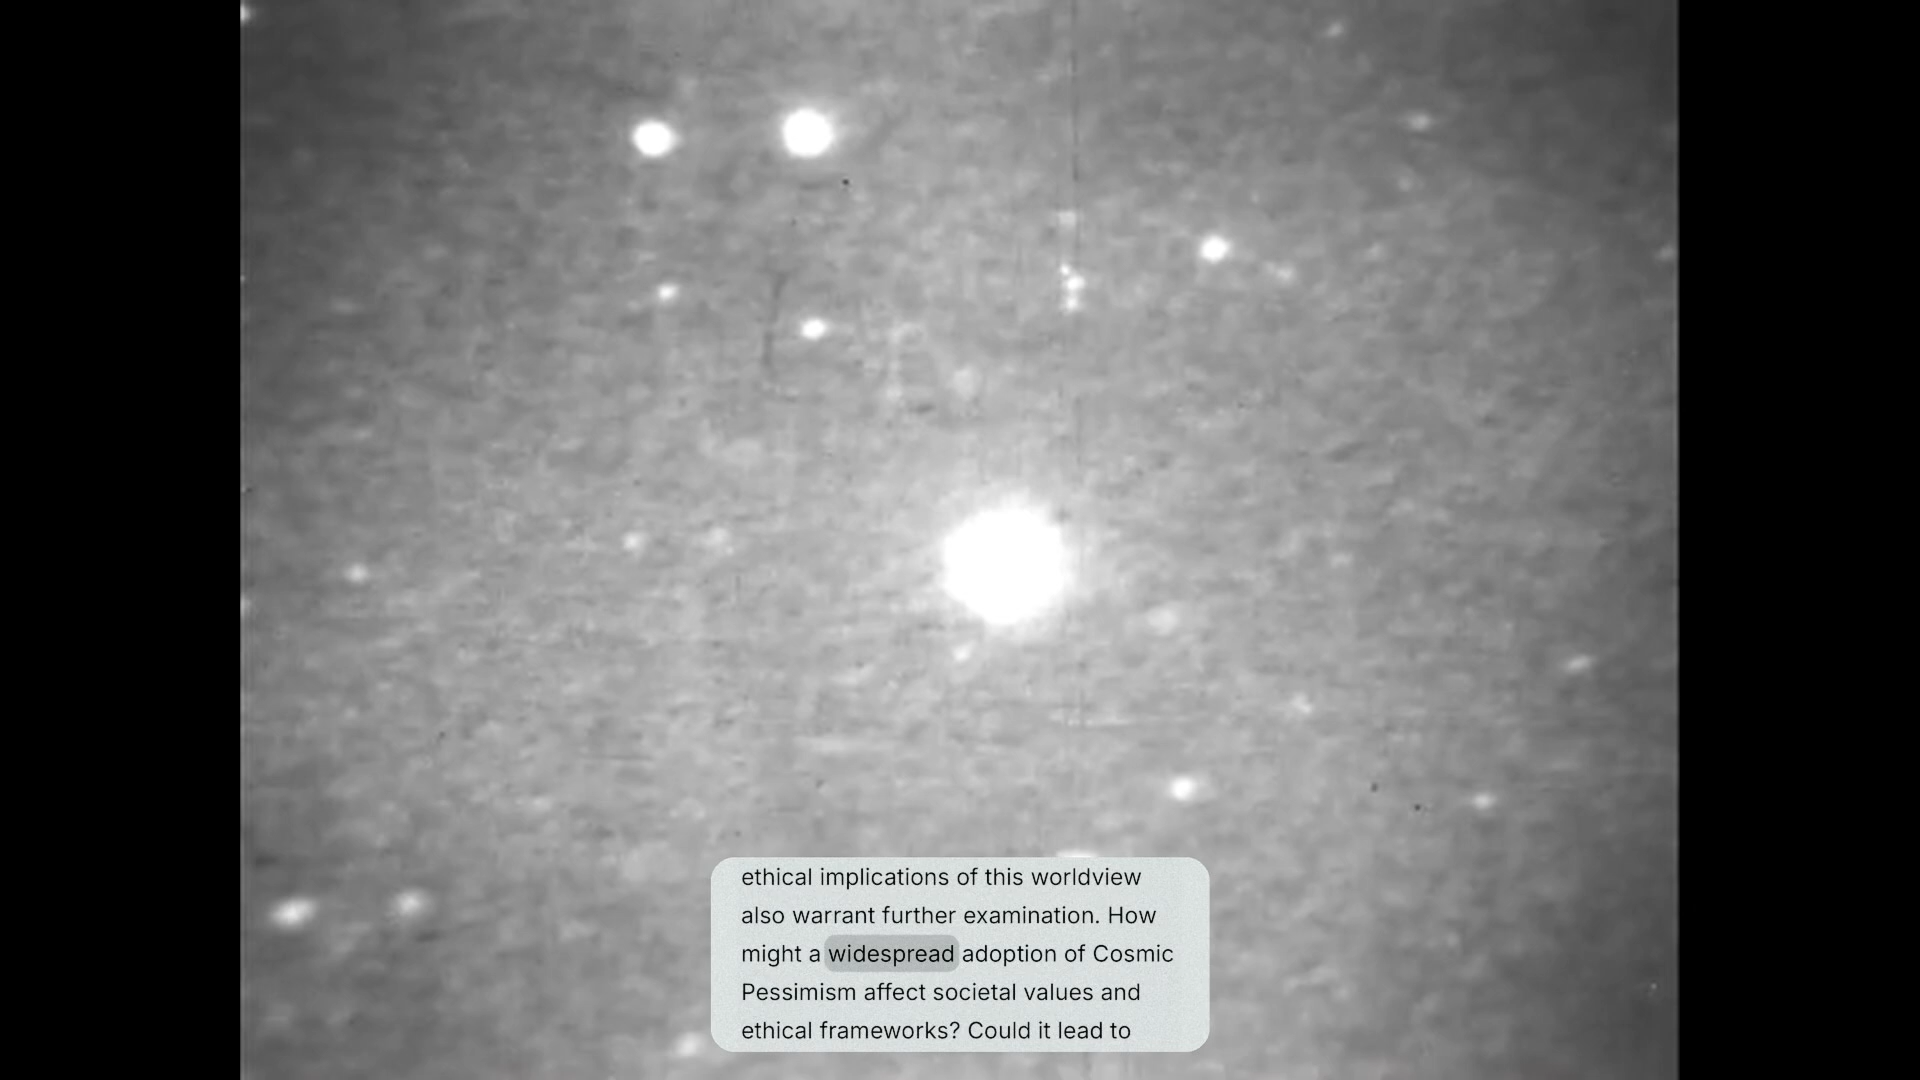 ethical implications of this worldview
also warrant further examination. How
might a widespread adoption of Cosmic
Pessimism affect societal values and
ethical frameworks? Could it lead to